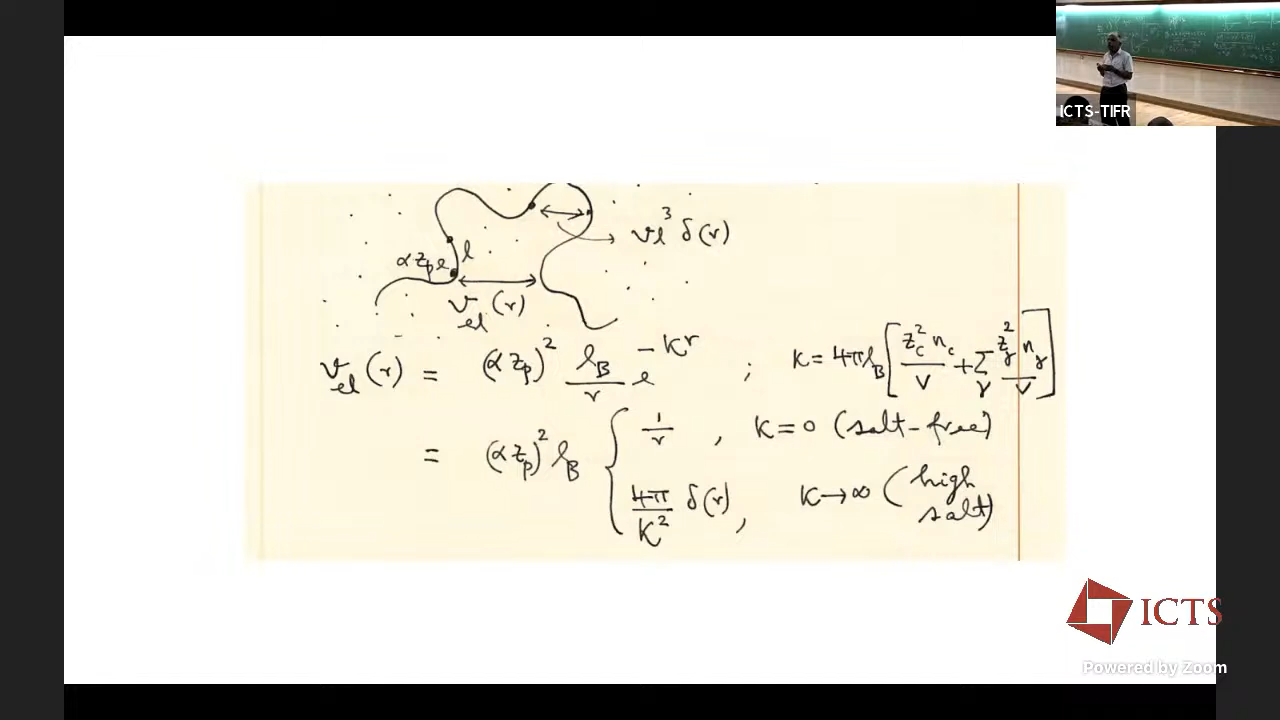 ICTS-TIFR
vl³ δ(r)
l
αz_p e
v_el (r)
v_el (r) = (αz_p)² l_B/r e^{-κr} ; κ = 4πl_B [ z_c² n_c / V + Σ_γ z_γ² n_γ / V ]
= (αz_p)² l_B { 1/r , κ = 0 (salt-free)
4π/κ² δ(r), κ → ∞ (high salt)
ICTS
Powered by Zoom